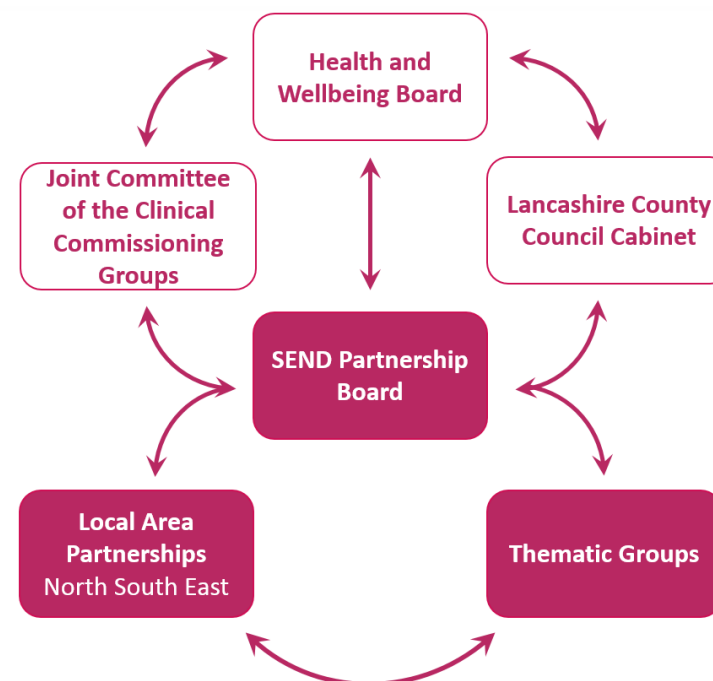 Health and
Wellbeing Board
Joint Committee
of the Clinical
Commissioning
Groups
Lancashire County
Council Cabinet
SEND Partnership
Board
Local Area
Partnerships
North South East
Thematic Groups